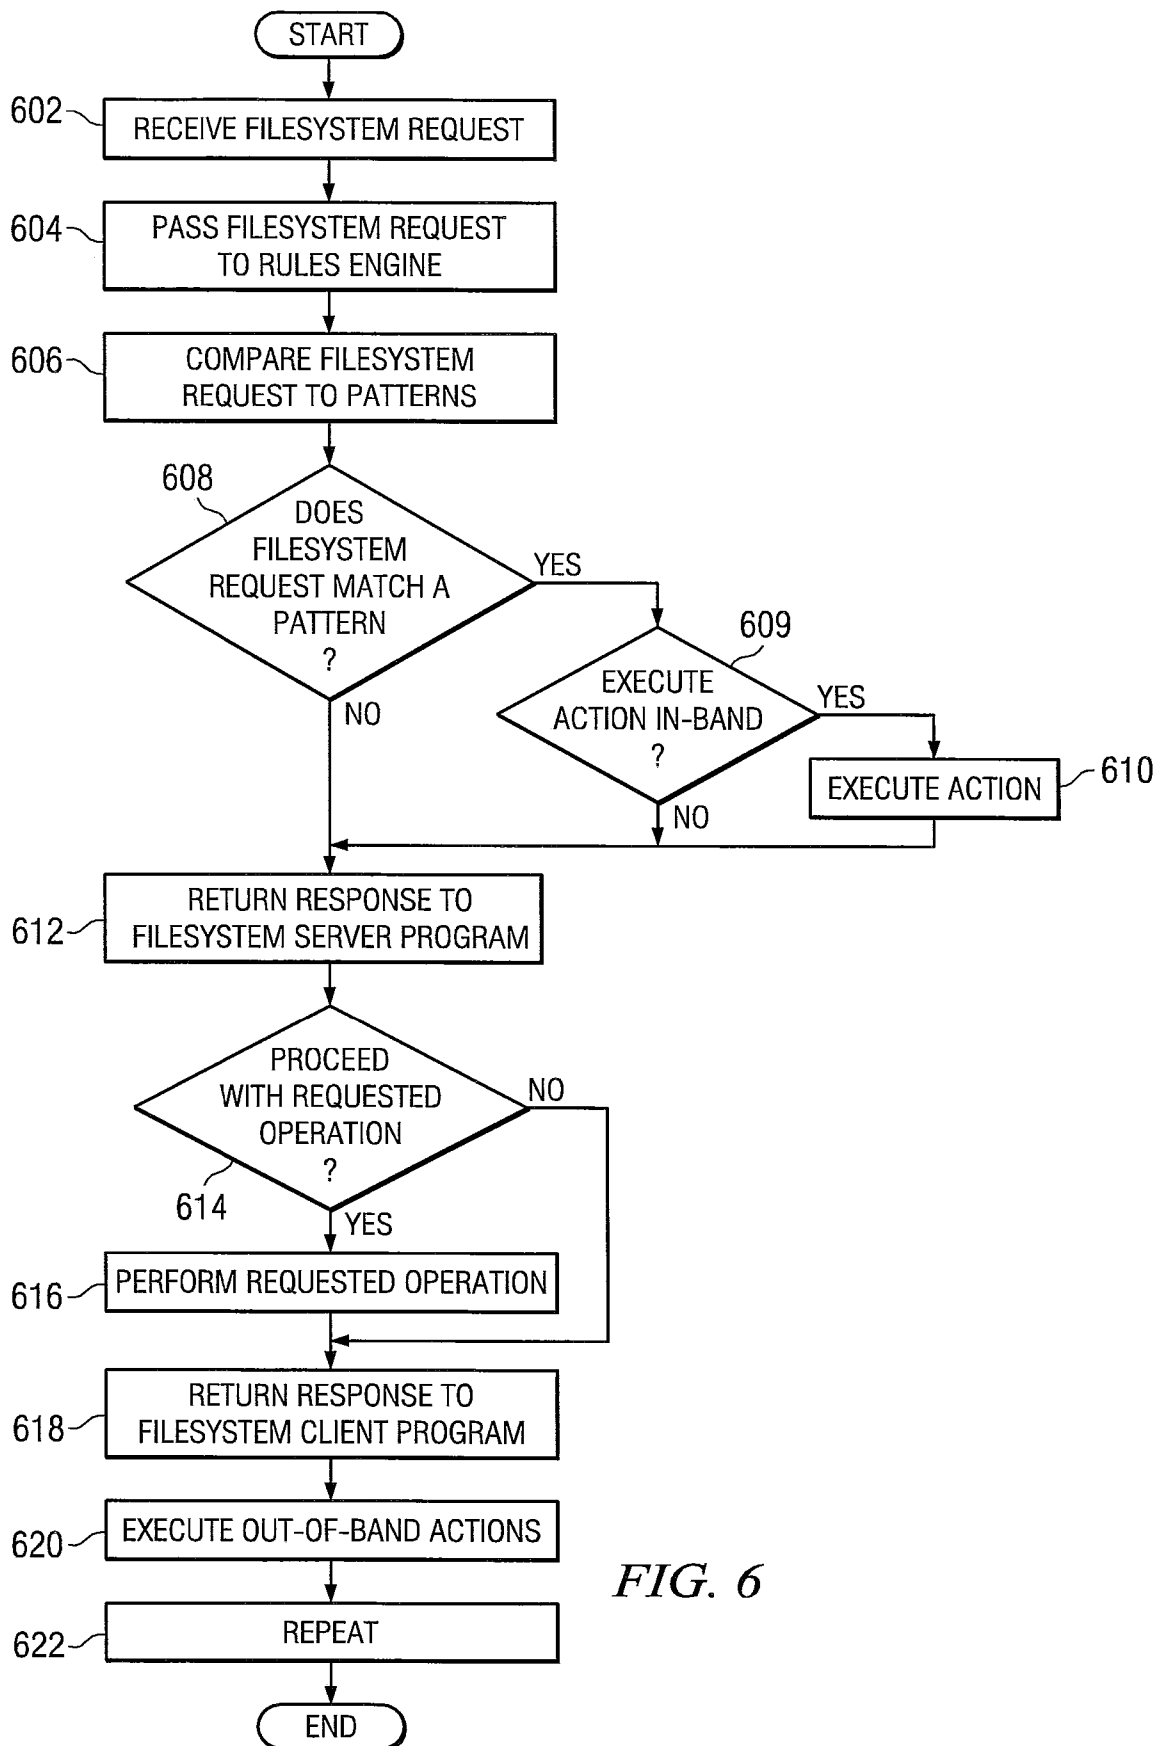 START
602
RECEIVE FILESYSTEM REQUEST
604
PASS FILESYSTEM REQUEST
TO RULES ENGINE
606
COMPARE FILESYSTEM
REQUEST TO PATTERNS
608
DOES
FILESYSTEM
REQUEST MATCH A
PATTERN
?
YES
NO
609
EXECUTE
ACTION IN-BAND
?
YES
NO
EXECUTE ACTION
610
612
RETURN RESPONSE TO
FILESYSTEM SERVER PROGRAM
PROCEED
WITH REQUESTED
OPERATION
?
NO
614
YES
616
PERFORM REQUESTED OPERATION
618
RETURN RESPONSE TO
FILESYSTEM CLIENT PROGRAM
620
EXECUTE OUT-OF-BAND ACTIONS
FIG. 6
622
REPEAT
END